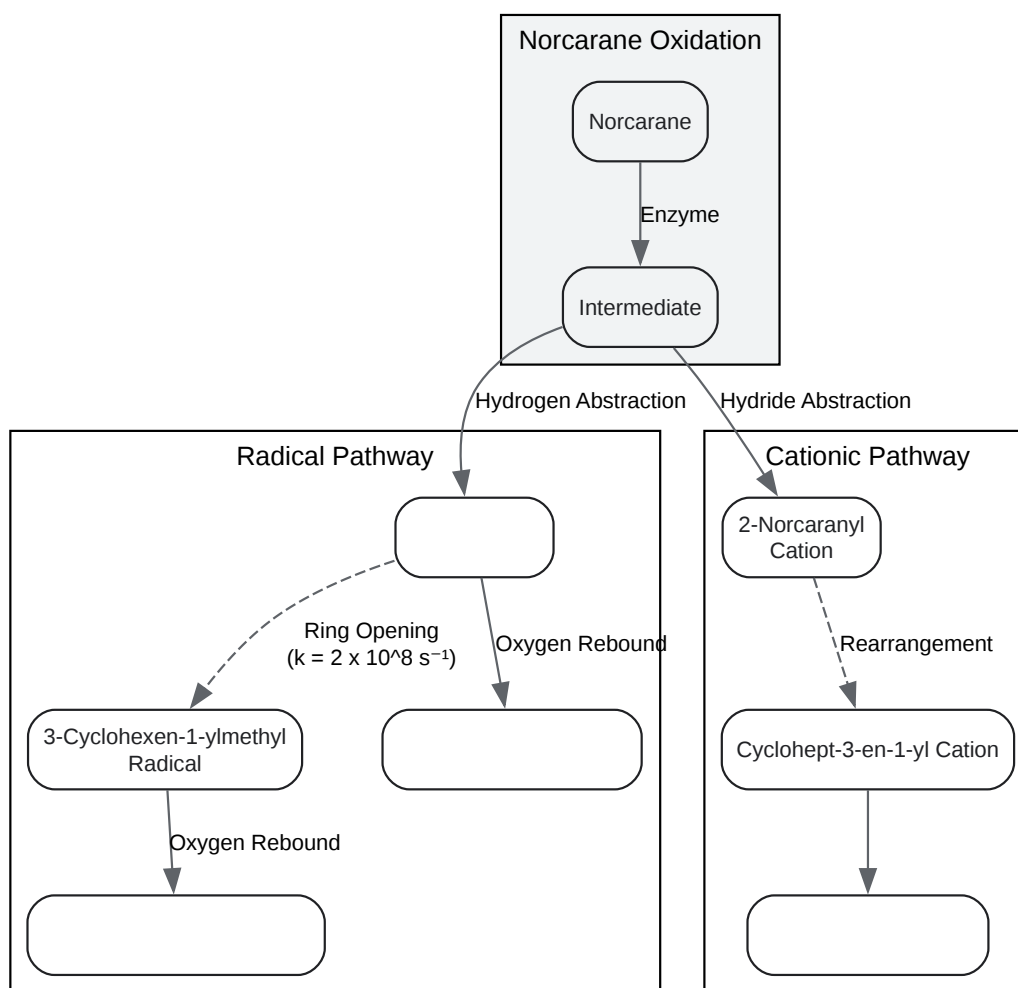 Norcarane Oxidation
Norcarane
Enzyme
Intermediate
Hydrogen Abstraction
Hydride Abstraction
Radical Pathway
Cationic Pathway
2-Norcaranyl
Cation
Ring Opening
(k = 2 x 10^8 s⁻¹)
Oxygen Rebound
Rearrangement
3-Cyclohexen-1-ylmethyl
Radical
Cyclohept-3-en-1-yl Cation
Oxygen Rebound